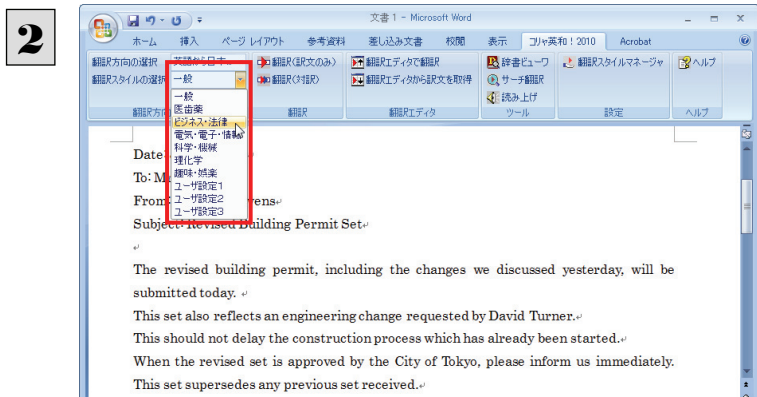 2
文書 1 - Microsoft Word
ホーム 挿入 ページ レイアウト 参考資料 差し込み文書 校閲 表示 コリャ英和!2010 Acrobat
翻訳方向の選択 英語から日本 翻訳(訳文のみ) 翻訳エディタで翻訳 辞書ビューワ 翻訳スタイルマネージャ ヘルプ
翻訳スタイルの選択 一般 翻訳(対訳) 翻訳エディタから訳文を取得 サーチ翻訳
読み上げ
翻訳方向 翻訳 翻訳エディタ ツール 設定 ヘルプ
一般
医歯薬
ビジネス・法律
電気・電子・情報
科学・機械
理化学
趣味・娯楽
ユーザ設定1
ユーザ設定2
ユーザ設定3
Date
To: M
From: vens
Subject: Revised Building Permit Set
The revised building permit, including the changes we discussed yesterday, will be
submitted today.
This set also reflects an engineering change requested by David Turner.
This should not delay the construction process which has already been started.
When the revised set is approved by the City of Tokyo, please inform us immediately.
This set supersedes any previous set received.